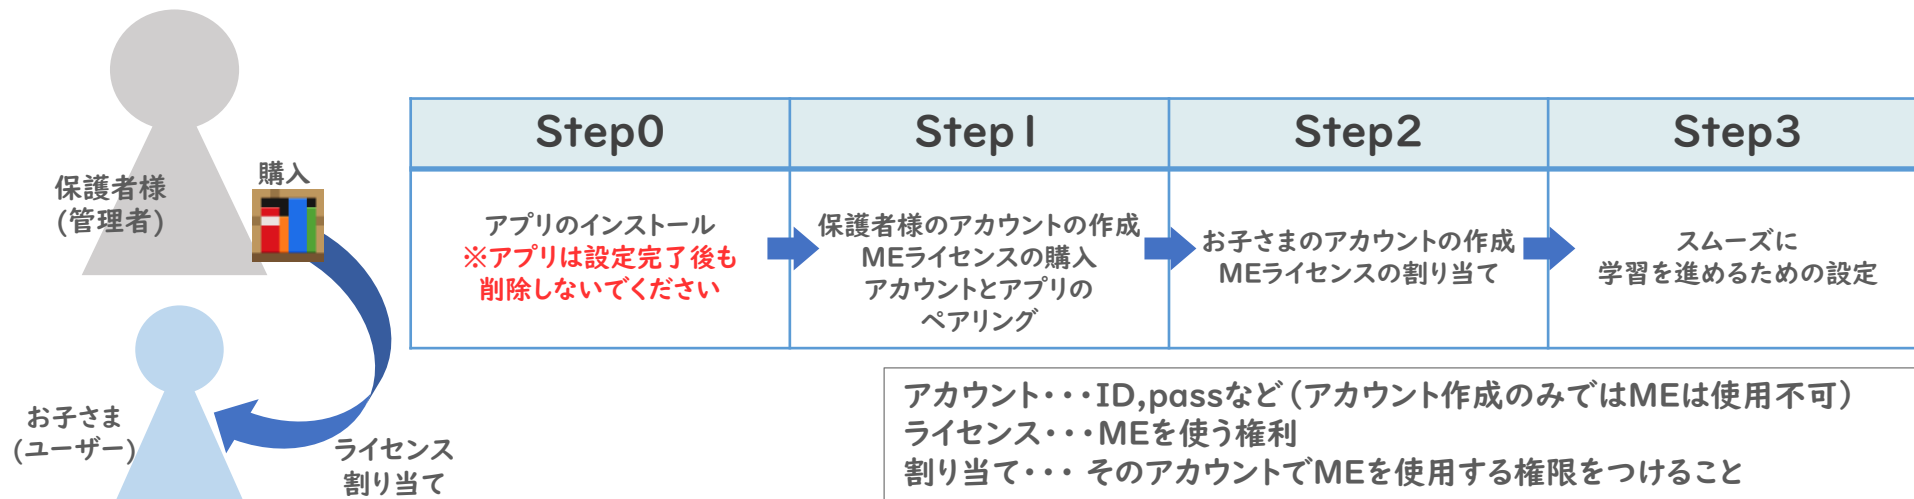 保護者様
(管理者)
購入
お子さま
(ユーザー)
ライセンス
割り当て
Step0
Step1
Step2
Step3
アプリのインストール
※アプリは設定完了後も
削除しないでください
保護者様のアカウントの作成
MEライセンスの購入
アカウントとアプリの
ペアリング
お子さまのアカウントの作成
MEライセンスの割り当て
スムーズに
学習を進めるための設定
アカウント・・・ID,passなど(アカウント作成のみではMEは使用不可)
ライセンス・・・MEを使う権利
割り当て・・・ そのアカウントでMEを使用する権限をつけること